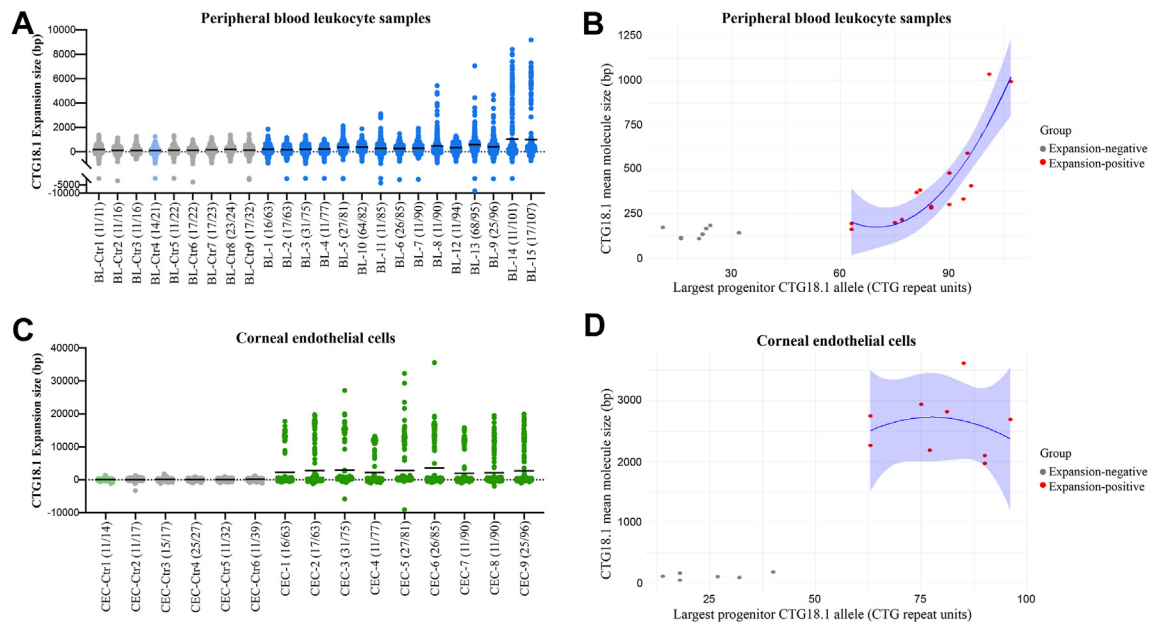 A
Peripheral blood leukocyte samples
CTG18.1 Expansion size (bp)
10000
8000
6000
4000
2000
0
-5000
-10000
BL-Ctr1 (11/11)
BL-Ctr2 (11/16)
BL-Ctr3 (11/16)
BL-Ctr4 (14/21)
BL-Ctr5 (11/22)
BL-Ctr6 (17/22)
BL-Ctr7 (17/23)
BL-Ctr8 (23/24)
BL-Ctr9 (17/32)
BL-1 (16/63)
BL-2 (17/63)
BL-3 (31/75)
BL-4 (11/77)
BL-5 (27/81)
BL-10 (64/82)
BL-11 (11/85)
BL-6 (26/85)
BL-7 (11/90)
BL-8 (11/90)
BL-12 (11/94)
BL-13 (68/95)
BL-9 (25/96)
BL-14 (11/101)
BL-15 (17/107)
B
Peripheral blood leukocyte samples
CTG18.1 mean molecule size (bp)
1250
1000
750
500
250
0
30
60
90
Largest progenitor CTG18.1 allele (CTG repeat units)
Group
Expansion-negative
Expansion-positive
C
Corneal endothelial cells
CTG18.1 Expansion size (bp)
40000
30000
20000
10000
0
-10000
CEC-Ctr1 (11/14)
CEC-Ctr2 (11/17)
CEC-Ctr3 (15/17)
CEC-Ctr4 (25/27)
CEC-Ctr5 (11/32)
CEC-Ctr6 (11/39)
CEC-1 (16/63)
CEC-2 (17/63)
CEC-3 (31/75)
CEC-4 (11/77)
CEC-5 (27/81)
CEC-6 (26/85)
CEC-7 (11/90)
CEC-8 (11/90)
CEC-9 (25/96)
D
Corneal endothelial cells
CTG18.1 mean molecule size (bp)
3000
2000
1000
0
25
50
75
100
Largest progenitor CTG18.1 allele (CTG repeat units)
Group
Expansion-negative
Expansion-positive